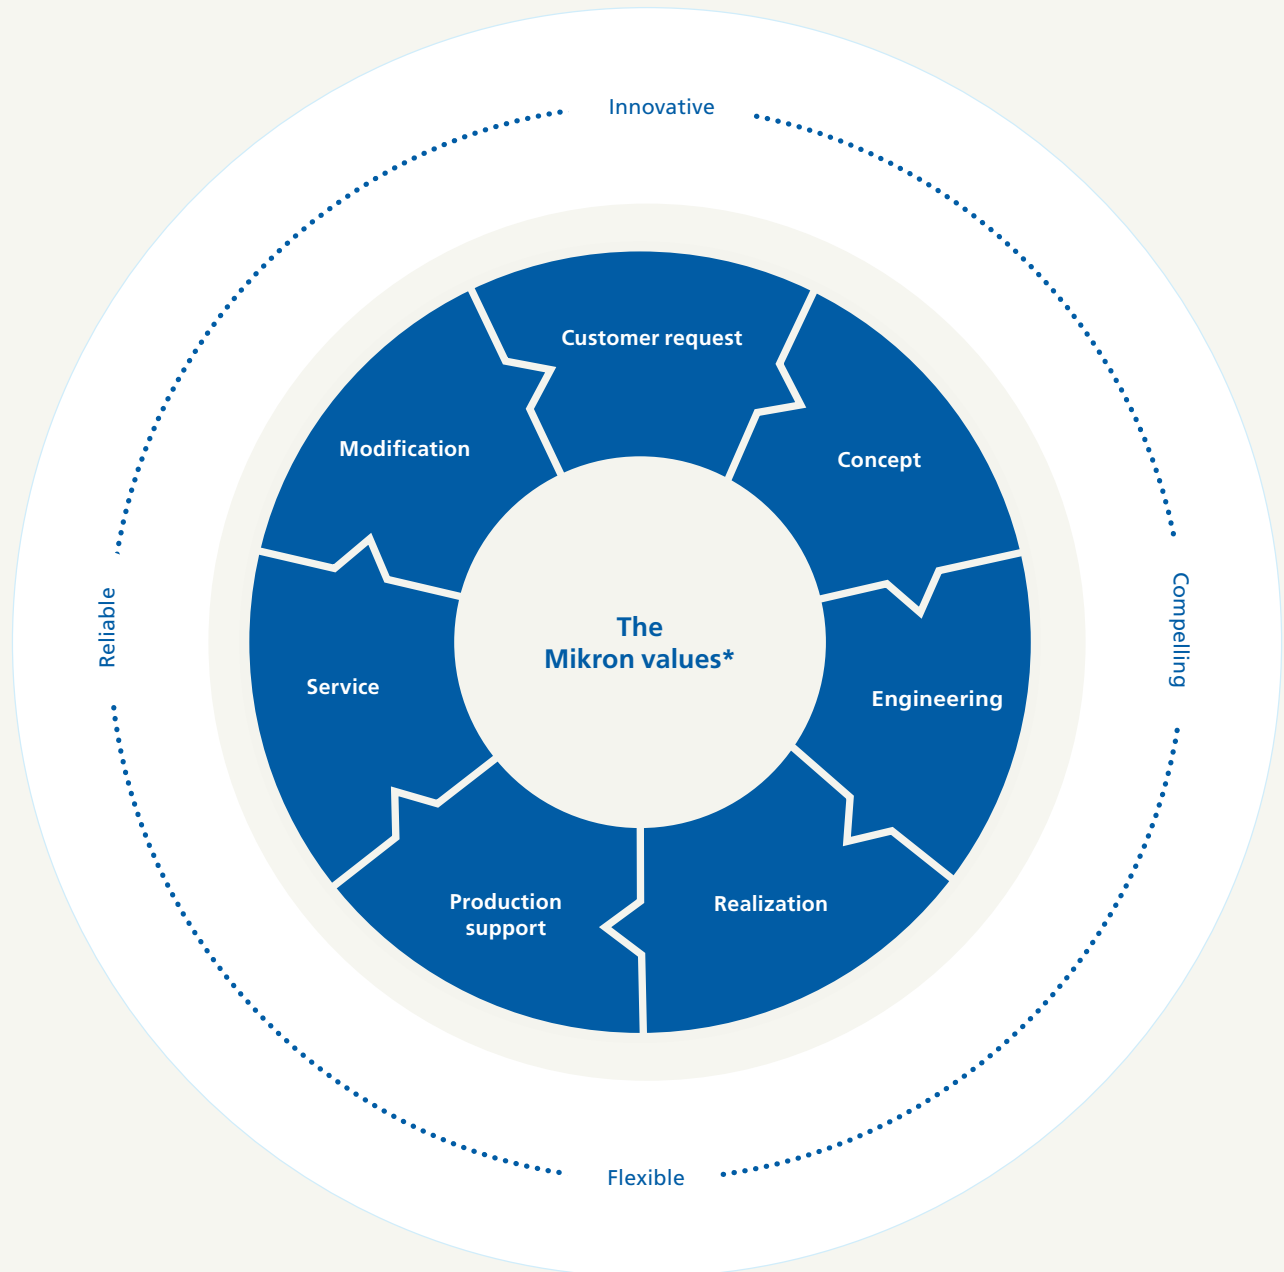 Innovative
Customer request
Modification
Concept
The
Mikron values*
Reliable
Compelling
Service
Engineering
Production
support
Realization
Flexible